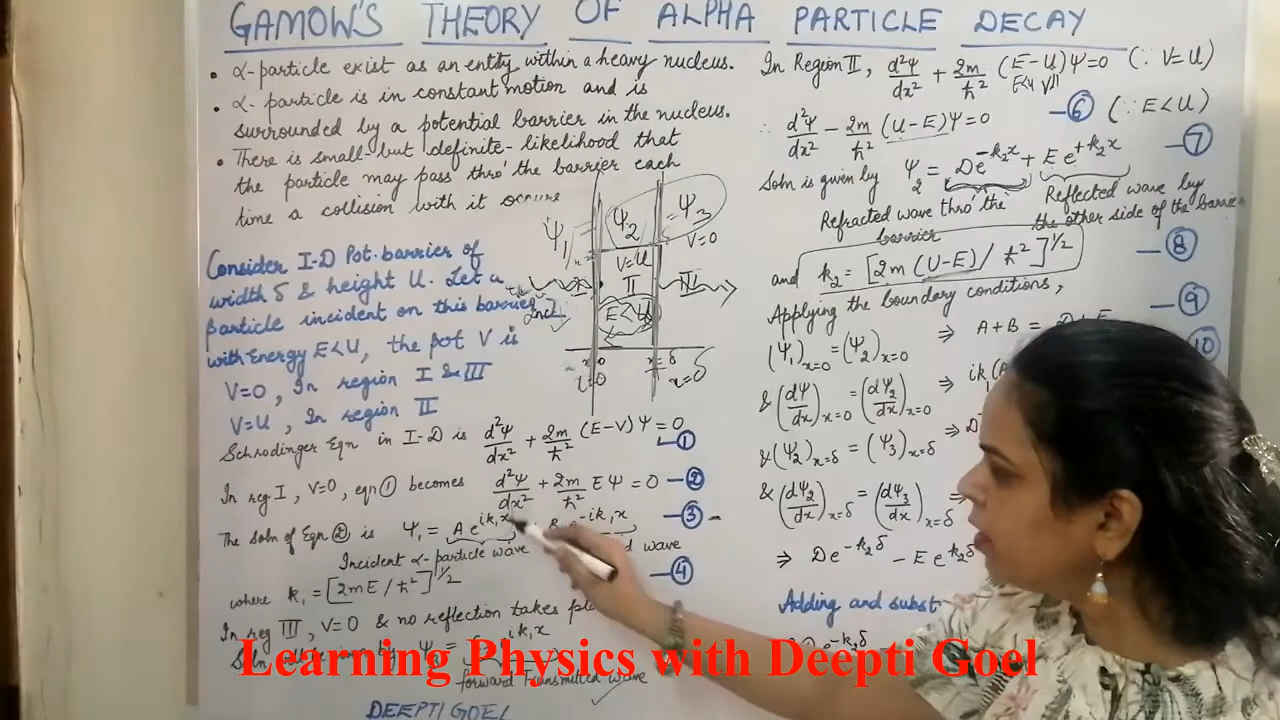 GAMOW'S THEORY OF ALPHA PARTICLE DECAY
• α-particle exist as an entity within a heavy nucleus.
• α- particle is in constant motion and is
surrounded by a potential barrier in the nucleus.
• There is small but definite-likelihood that
the particle may pass thro' the barrier each
time a collision with it occurs
Consider 1-D Pot. barrier of
width δ & height U. Let a
particle incident on this barrier
with Energy E<U, the pot V is
V=0, In region I & III
V=U, In region II
ψ₁
ψ₂
ψ₃
V=0
V=U
II
III
E<U
x=0
x=δ
δ
x=δ
Schrodinger Eqn in 1-D is d²ψ/dx² + 2m/ħ² (E-V)ψ = 0 —①
In reg I, V=0, eqn ① becomes d²ψ/dx² + 2m/ħ² Eψ = 0 —②
The soln of Eqn ② is ψ₁ = A e^{ik₁x} e^{-ik₁x} —③
Incident α-particle wave wave
where k₁ = [2mE/ħ²]^{1/2} —④
In reg III, V=0 & no reflection takes
Soln
forward Transmitted wave
DEEPTI GOEL
In Region II, d²ψ/dx² + 2m/ħ² (E-U)ψ=0 (∵ V=U)
∴ d²ψ/dx² - 2m/ħ² (U-E)ψ=0 —⑥ (∵ E<U)
Soln is given by ψ₂ = De^{-k₂x} + Ee^{+k₂x} —⑦
Refracted wave thro' the barrier
Reflected wave by the other side of the barrier
and k₂ = [2m (U-E)/ħ²]^{1/2} —⑧
Applying the boundary conditions, —⑨
(ψ₁)x=0 = (ψ₂)x=0 ⇒ A+B = D+E ⑩
&(dψ/dx)x=0 = (dψ₂/dx)x=0 ⇒ ik₁(A
&(ψ₂)x=δ = (ψ₃)x=δ ⇒ D
&(dψ₂/dx)x=δ = (dψ₃/dx)x=δ ⇒
⇒ De^{-k₂δ} - Ee^{k₂δ}
Adding and subst
Learning Physics with Deepti Goel